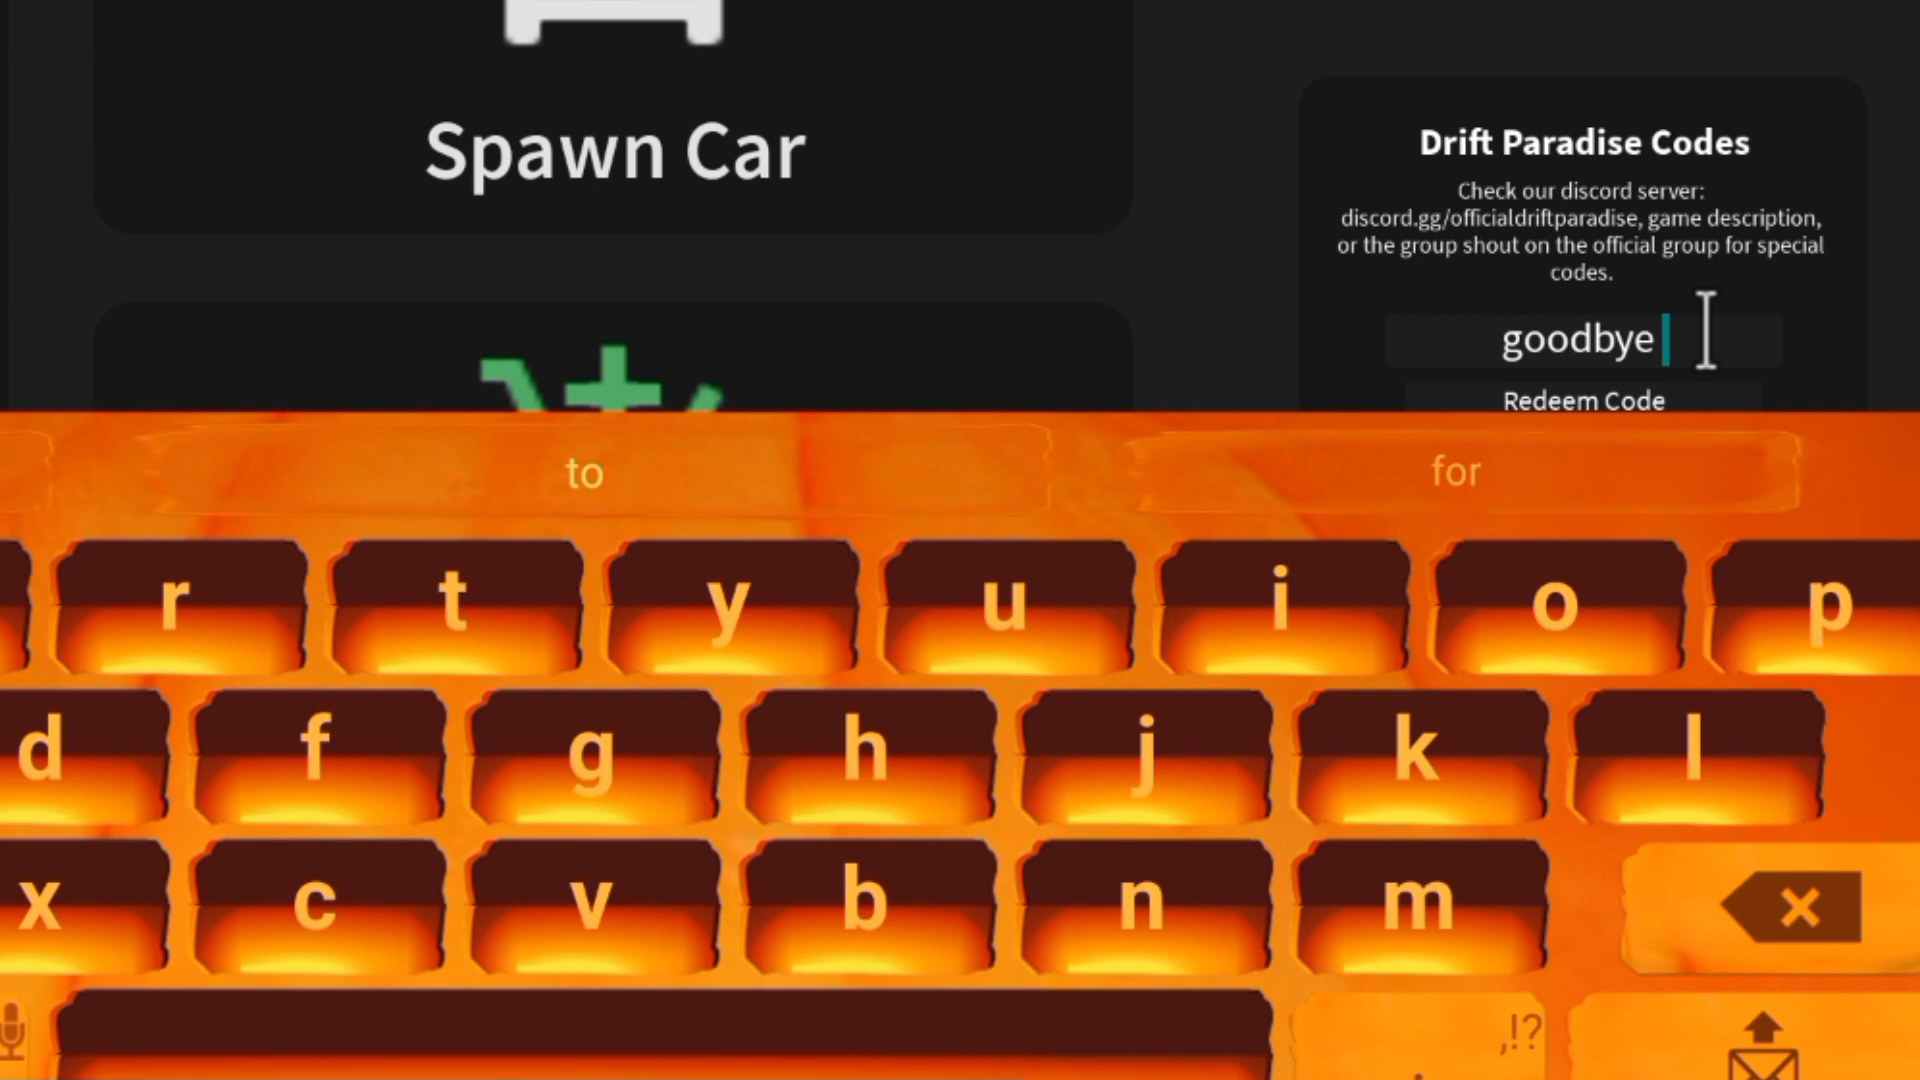 Spawn Car
Drift Paradise Codes
Check our discord server:
discord.gg/officialdriftparadise, game description,
or the group shout on the official group for special
codes.
goodbye
Redeem Code
to
for
r t y u i o p
d f g h j k l
x c v b n m
,!?